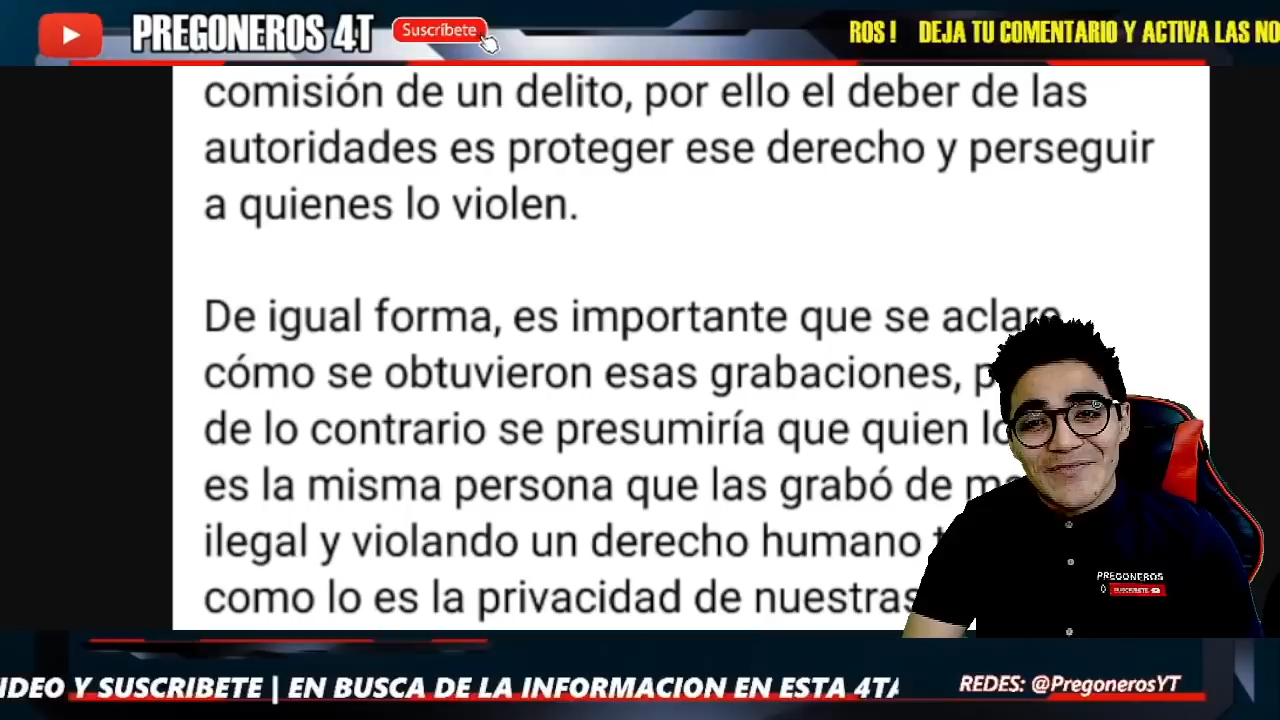 PREGONEROS 4T
Suscríbete
ROS ! DEJA TU COMENTARIO Y ACTIVA LAS NO
comisión de un delito, por ello el deber de las
autoridades es proteger ese derecho y perseguir
a quienes lo violen.
De igual forma, es importante que se aclare
cómo se obtuvieron esas grabaciones,
de lo contrario se presumiría que quien
es la misma persona que las grabó de
ilegal y violando un derecho humano
como lo es la privacidad de nuestras
PREGONEROS
SUSCRIBETE
IDEO Y SUSCRIBETE | EN BUSCA DE LA INFORMACION EN ESTA 4TA
REDES: @PregonerosYT